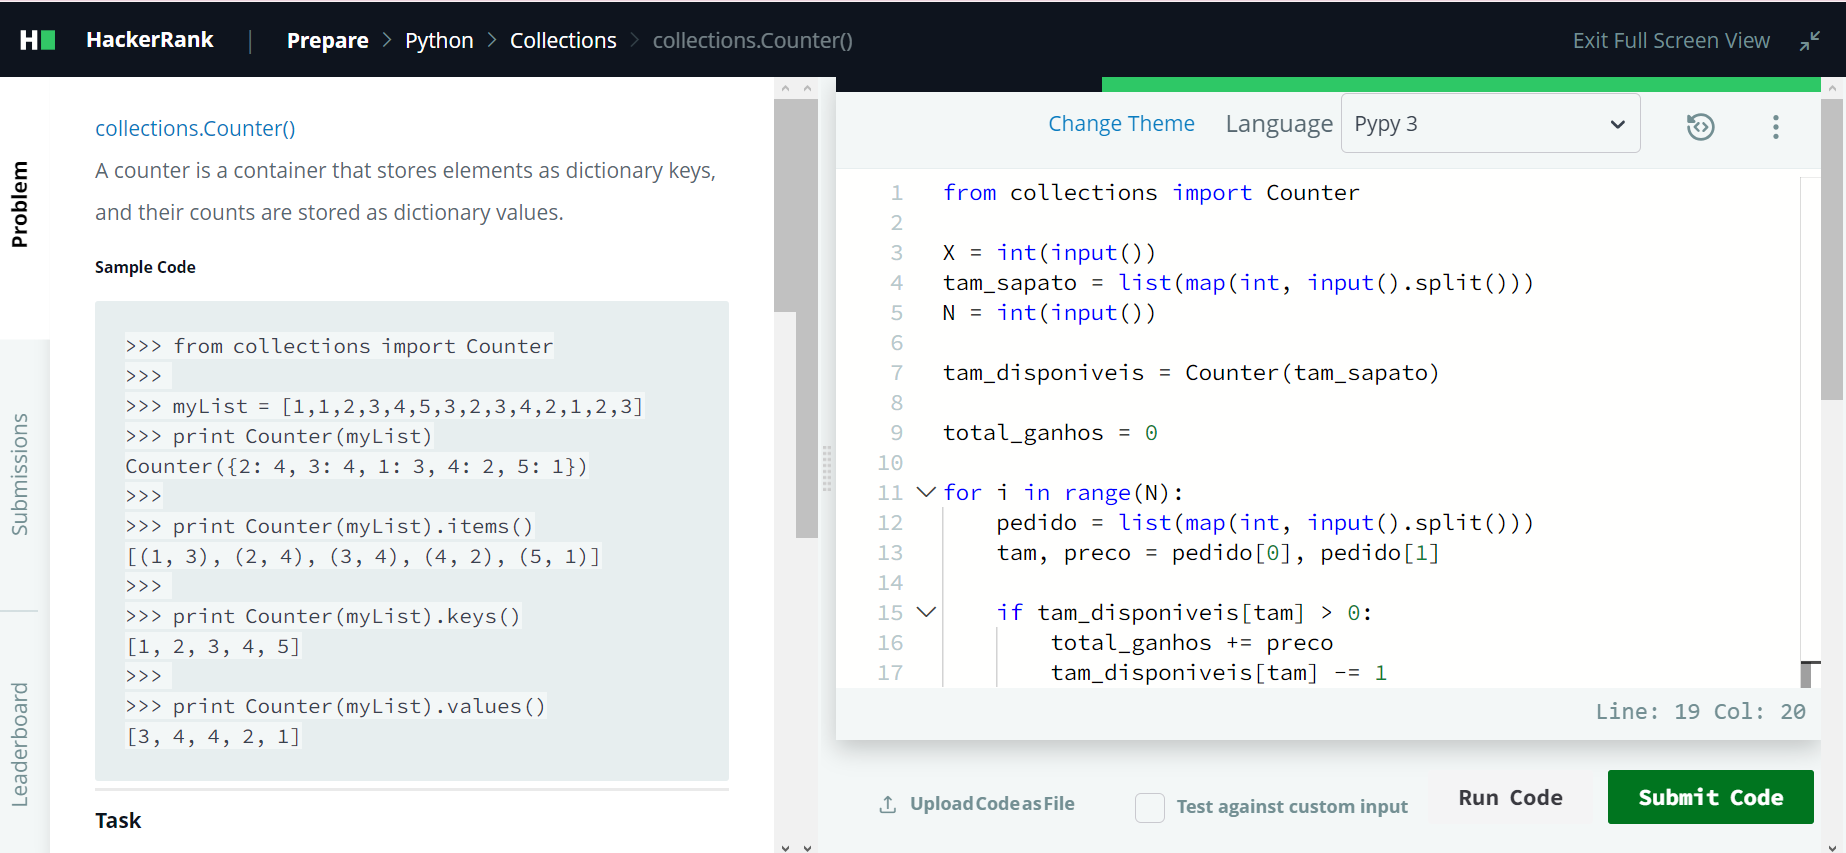 HackerRank | Prepare > Python > Collections > collections.Counter() Exit Full Screen View
Problem
Submissions
Leaderboard
collections.Counter()
A counter is a container that stores elements as dictionary keys,
and their counts are stored as dictionary values.
Sample Code
>>> from collections import Counter
>>>
>>> myList = [1,1,2,3,4,5,3,2,3,4,2,1,2,3]
>>> print Counter(myList)
Counter({2: 4, 3: 4, 1: 3, 4: 2, 5: 1})
>>>
>>> print Counter(myList).items()
[(1, 3), (2, 4), (3, 4), (4, 2), (5, 1)]
>>>
>>> print Counter(myList).keys()
[1, 2, 3, 4, 5]
>>>
>>> print Counter(myList).values()
[3, 4, 4, 2, 1]
Task
Change Theme Language Pypy 3
1 from collections import Counter
2
3 X = int(input())
4 tam_sapato = list(map(int, input().split()))
5 N = int(input())
6
7 tam_disponiveis = Counter(tam_sapato)
8
9 total_ganhos = 0
10
11 for i in range(N):
12     pedido = list(map(int, input().split()))
13     tam, preco = pedido[0], pedido[1]
14
15     if tam_disponiveis[tam] > 0:
16         total_ganhos += preco
17         tam_disponiveis[tam] -= 1
Line: 19 Col: 20
Upload Code as File Test against custom input Run Code Submit Code